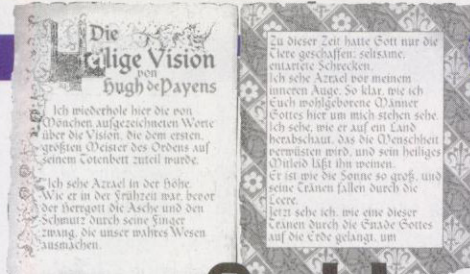 Die
Heilige Vision
von
Hugh de Payens
Ich wiederhole hier die von
Mönchen aufgezeichneten Worte
über die Vision, die dem ersten,
größten Meister des Ordens auf
seinem Totenbett zuteil wurde.
Ich sehe Azrael in der Höhe.
Wie er in der Frühzeit war, bevor
der Herrgott die Asche und den
Schmutz durch seine Finger
zwang, die unser wahres Wesen
ausmachen.
Zu dieser Zeit hatte Gott nur die
Tiere geschaffen: seltsame,
entartete Schrecken.
Ich sehe Azrael vor meinem
inneren Auge. So klar, wie ich
Euch wohlgeborene Männer
Gottes hier um mich stehen sehe.
Ich sehe, wie er auf ein Land
herabschaut, das die Menschheit
verwüsten wird, und sein heiliges
Mitleid läßt ihn weinen.
Er ist wie die Sonne so groß, und
seine Tränen fallen durch die
Leere.
Jetzt sehe ich, wie eine dieser
Tränen durch die Gnade Gottes
auf die Erde gelangt, um